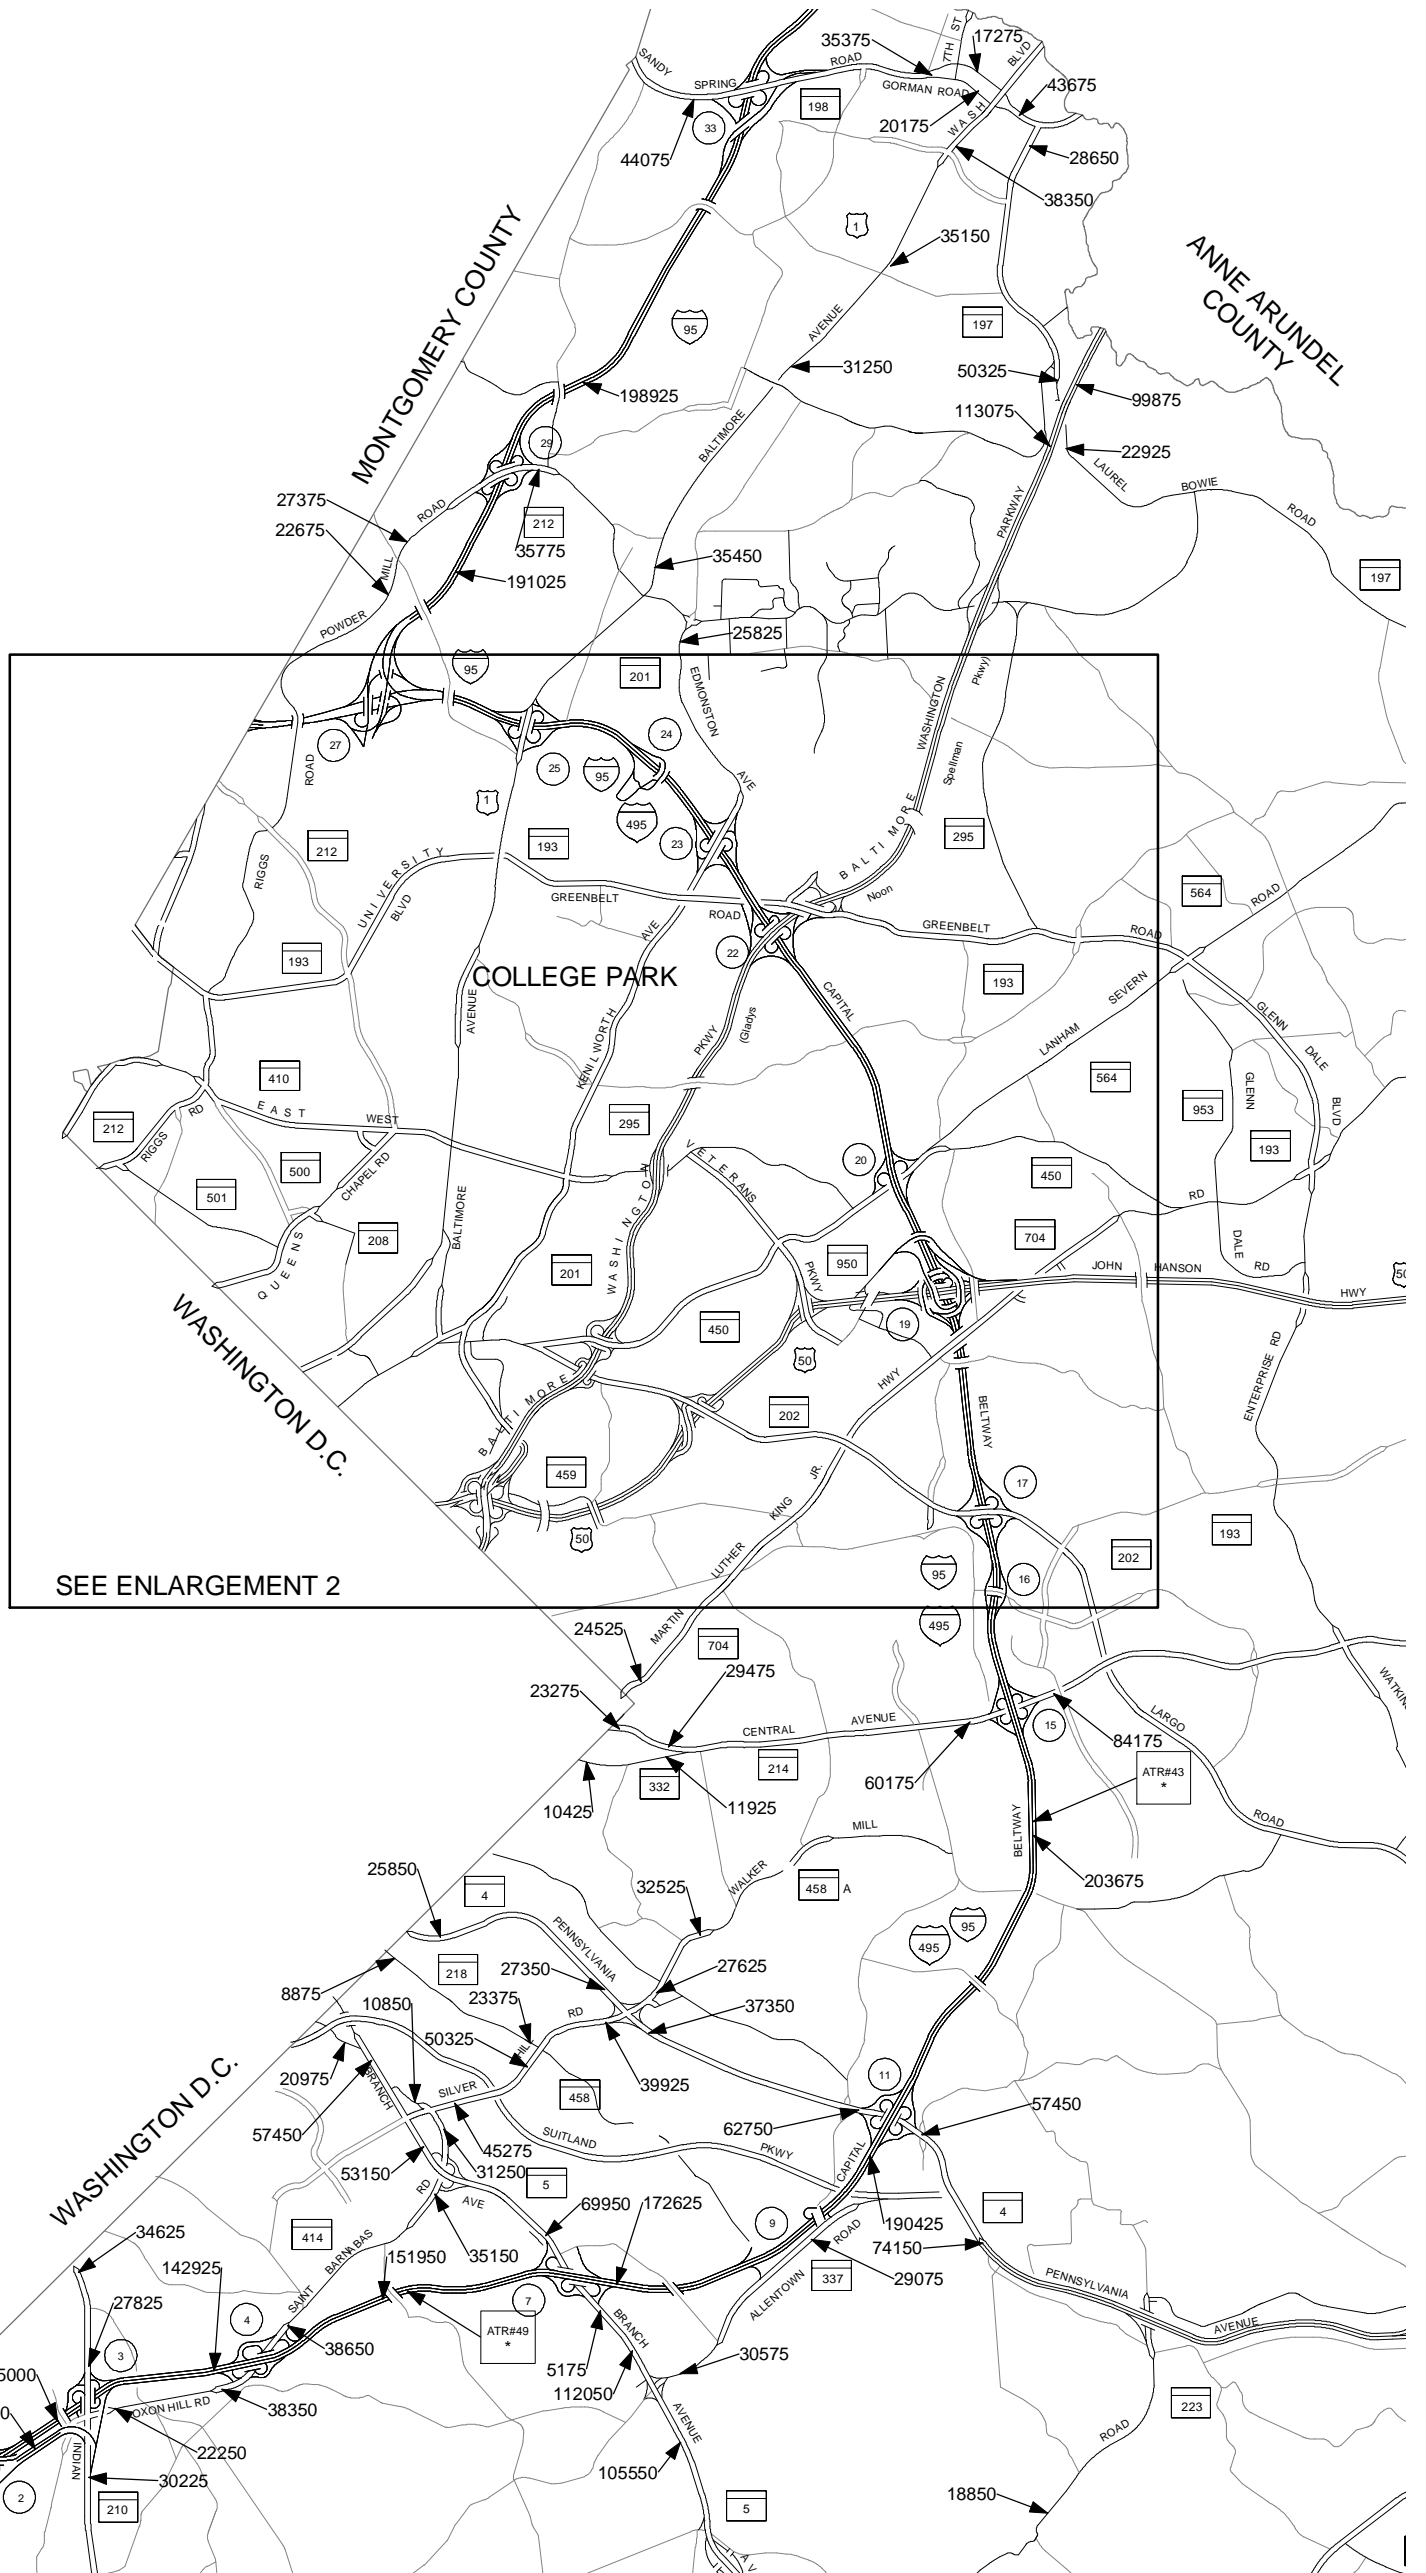 35375
7TH ST
17275
BLVD
SANDY
SPRING
ROAD
GORMAN ROAD
43675
198
20175
WASH
33
44075
28650
38350
1
35150
MONTGOMERY COUNTY
ANNE ARUNDEL
COUNTY
95
AVENUE
197
31250
50325
198925
99875
113075
BALTIMORE
29
22925
LAUREL
BOWIE
ROAD
27375
ROAD
212
22675
35775
35450
PARKWAY
MILL
191025
197
POWDER
25825
95
201
EDMONSTON
WASHINGTON
Pkwy)
24
27
ROAD
25
95
Spellman
AVE
1
495
23
BALTIMORE
295
212
193
UNIVERSITY
BLVD
RIGGS
GREENBELT
ROAD
Noon
564
ROAD
AVE
GREENBELT
ROAD
22
193
COLLEGE PARK
193
CAPITAL
SEVERN
AVENUE
KENILWORTH
PKWY
(Gladys
GLENN
LANHAM
DALE
410
564
GLENN
BLVD
EAST
WEST
212
RD
295
953
193
RIGGS
VETERANS
20
450
500
CHAPEL RD
501
RD
BALTIMORE
208
704
QUEENS
WASHINGTON
950
DALE
RD
201
PKWY
JOHN
HANSON
50
HWY
WASHINGTON D.C.
450
19
50
ENTERPRISE RD
HWY
BALTIMORE
202
BELTWAY
459
JR.
17
KING
50
193
202
LUTHER
95
16
SEE ENLARGEMENT 2
495
24525
MARTIN
704
29475
23275
CENTRAL
AVENUE
15
LARGO
84175
214
ATR#43
*
332
60175
10425
11925
BELTWAY
MILL
ROAD
25850
4
WALKER
458 A
203675
32525
PENNSYLVANIA
95
495
218
27350
27625
8875
23375
10850
RD
37350
50325
HILL
11
20975
BRANCH
SILVER
458
39925
57450
57450
62750
45275
SUITLAND
PKWY
CAPITAL
53150
31250
5
RD
AVE
69950
172625
4
9
190425
WASHINGTON D.C.
34625
414
BARNABAS
ROAD
74150
142925
151950
35150
ALLENTOWN
337
29075
PENNSYLVANIA
27825
SAINT
7
4
BRANCH
ATR#49
*
AVENUE
3
38650
30575
5175
112050
OXON HILL RD
38350
AVENUE
223
ROAD
22250
INDIAN
30225
105550
2
210
5
18850